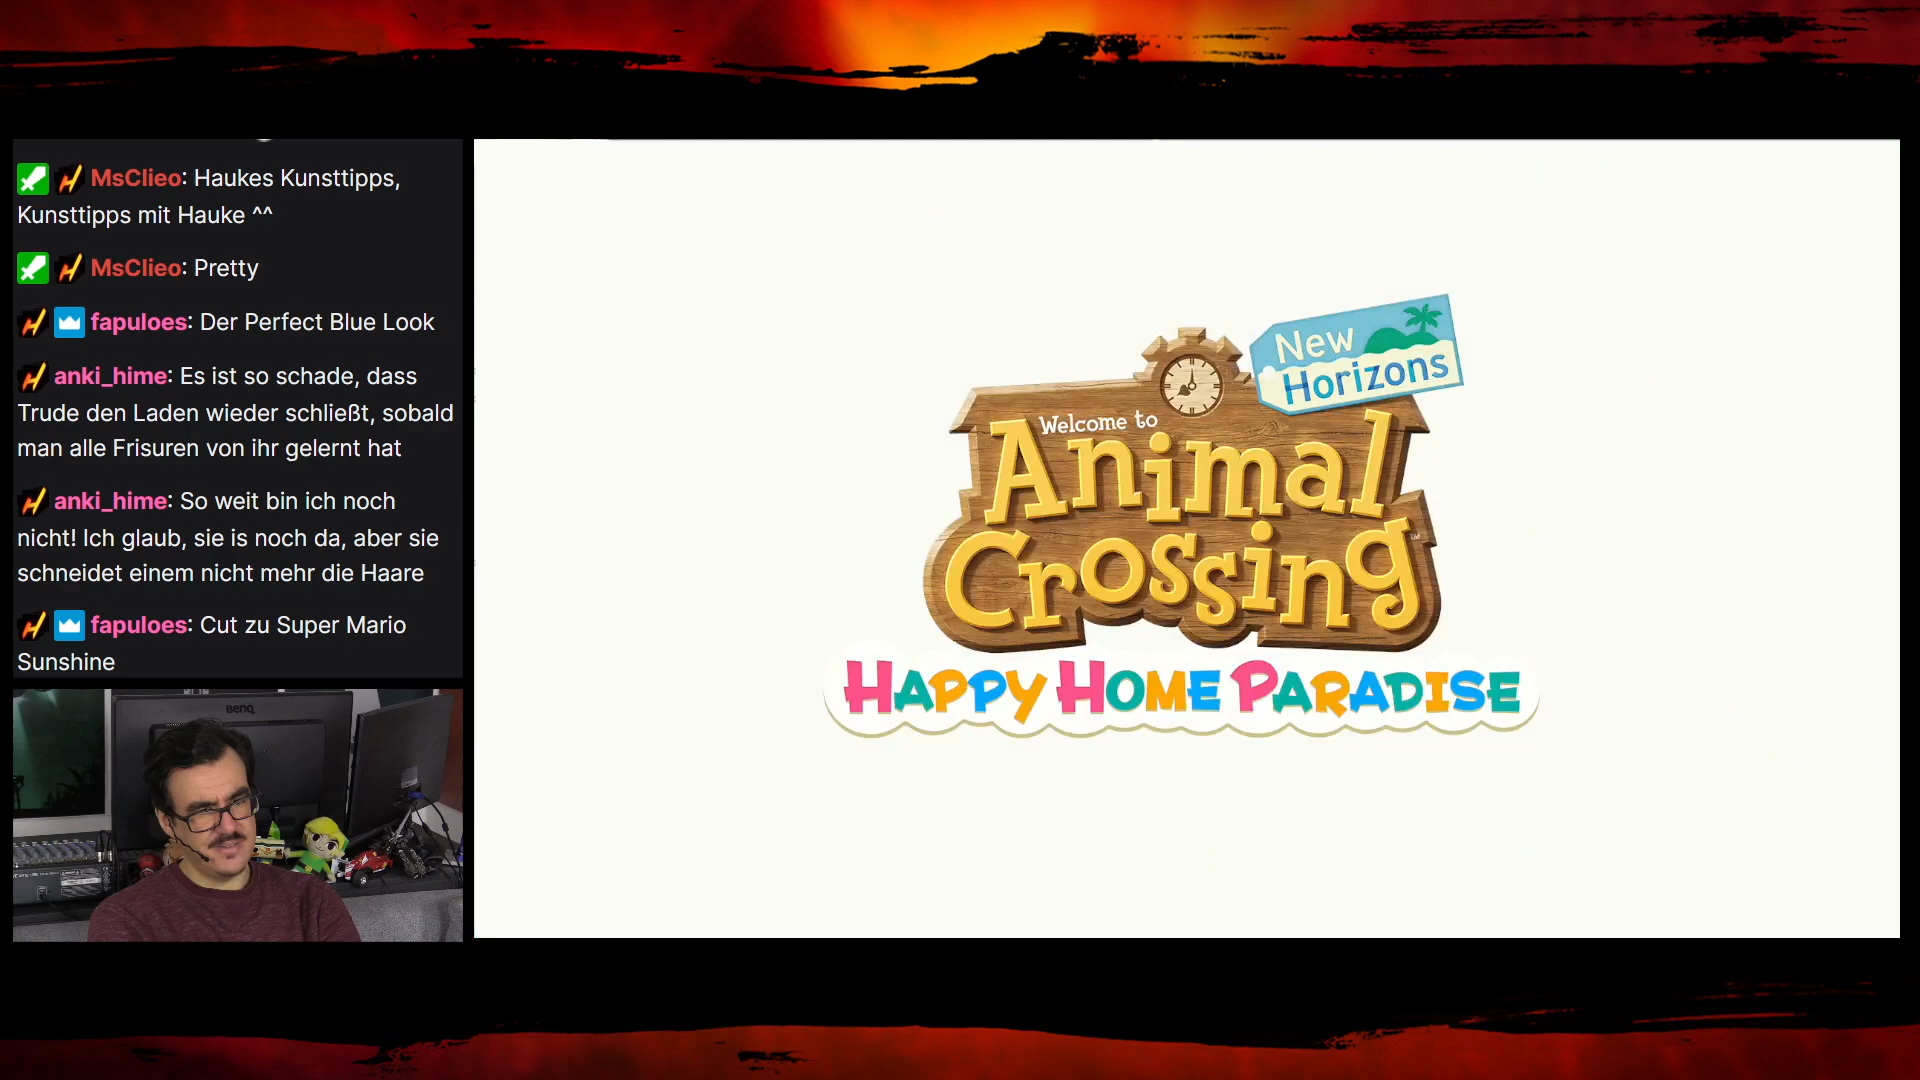 MsClieo: Haukes Kunsttipps,
Kunsttipps mit Hauke ^^
MsClieo: Pretty
fapuloes: Der Perfect Blue Look
anki_hime: Es ist so schade, dass
Trude den Laden wieder schließt, sobald
man alle Frisuren von ihr gelernt hat
anki_hime: So weit bin ich noch
nicht! Ich glaub, sie is noch da, aber sie
schneidet einem nicht mehr die Haare
fapuloes: Cut zu Super Mario
Sunshine
BenQ
New
Horizons
Welcome to
Animal
Crossing™
HAPPY HOME PARADISE